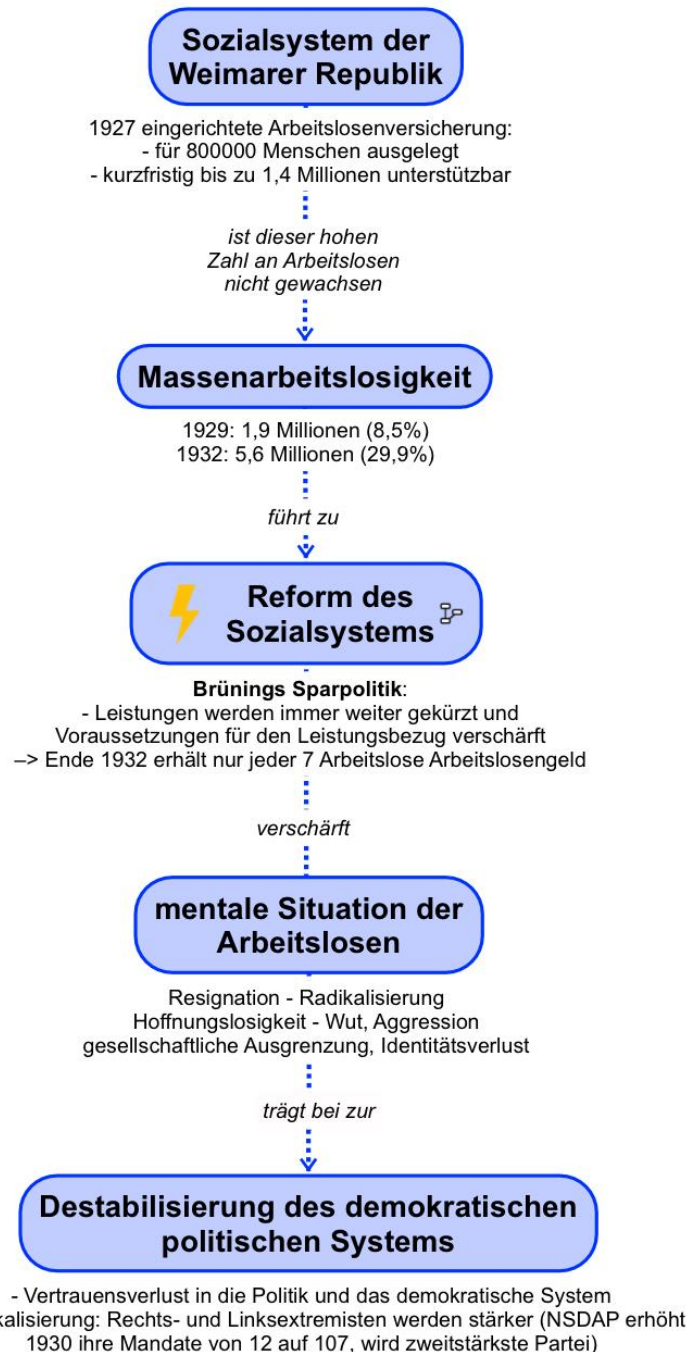 Sozialsystem der
Weimarer Republik
1927 eingerichtete Arbeitslosenversicherung:
- für 800000 Menschen ausgelegt
- kurzfristig bis zu 1,4 Millionen unterstützbar
ist dieser hohen
Zahl an Arbeitslosen
nicht gewachsen
Massenarbeitslosigkeit
1929: 1,9 Millionen (8,5%)
1932: 5,6 Millionen (29,9%)
führt zu
Reform des
Sozialsystems
Brünings Sparpolitik:
- Leistungen werden immer weiter gekürzt und
Voraussetzungen für den Leistungsbezug verschärft
–> Ende 1932 erhält nur jeder 7 Arbeitslose Arbeitslosengeld
verschärft
mentale Situation der
Arbeitslosen
Resignation - Radikalisierung
Hoffnungslosigkeit - Wut, Aggression
gesellschaftliche Ausgrenzung, Identitätsverlust
trägt bei zur
Destabilisierung des demokratischen
politischen Systems
- Vertrauensverlust in die Politik und das demokratische System
kalisierung: Rechts- und Linksextremisten werden stärker (NSDAP erhöht
1930 ihre Mandate von 12 auf 107, wird zweitstärkste Partei)